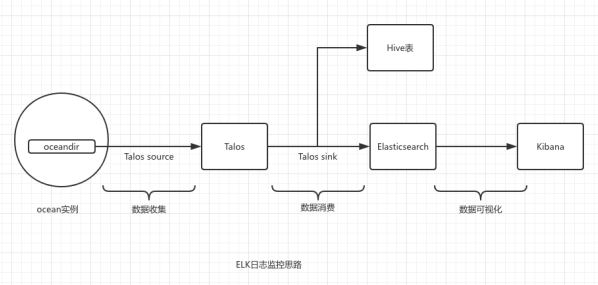 Hive表
oceandir
Talos
Elasticsearch
Kibana
Talos source
Talos sink
ocean实例
数据收集
数据消费
数据可视化
ELK日志监控思路